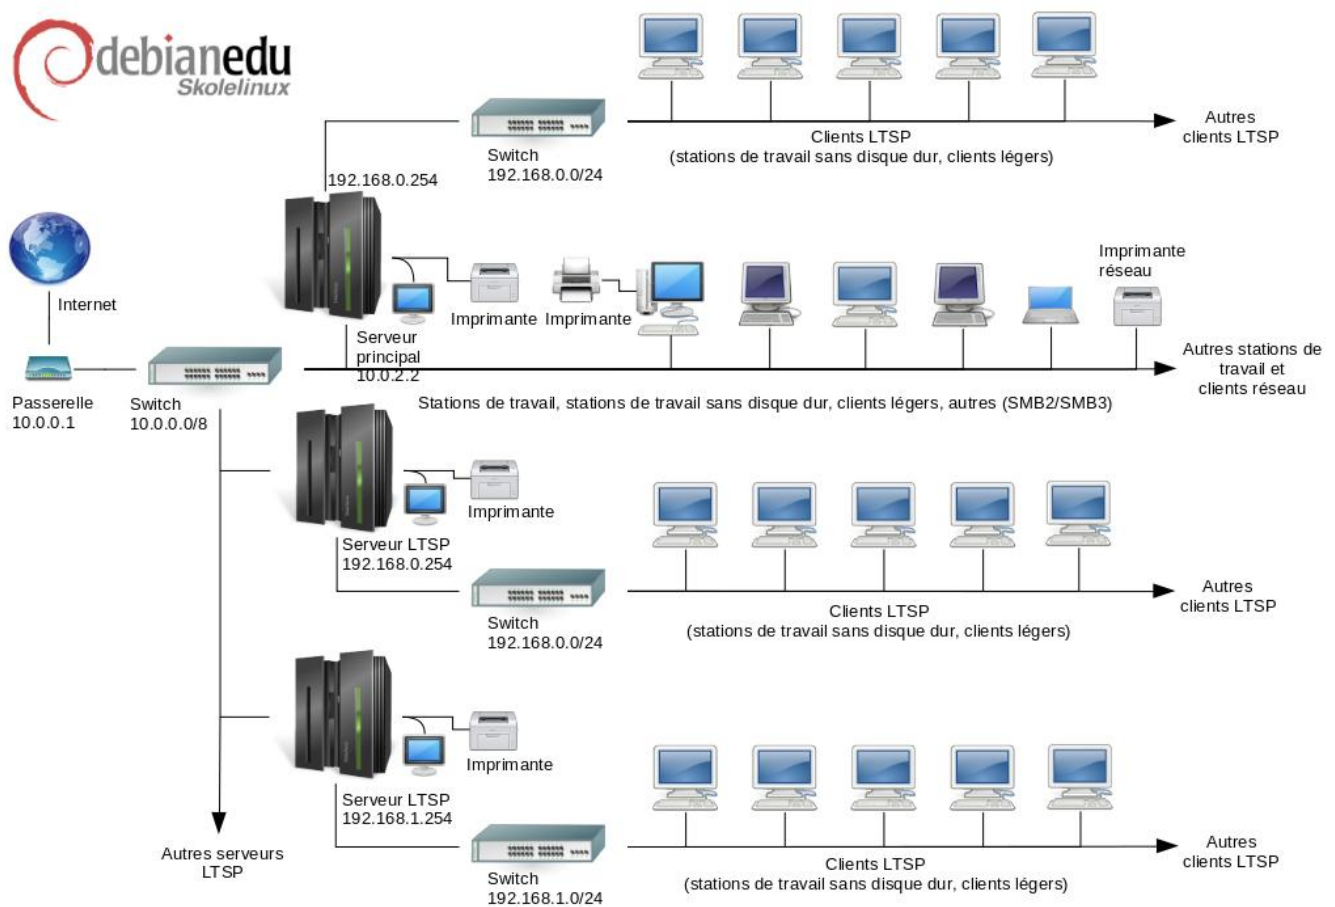 debianedu
Skolelinux
Switch
192.168.0.0/24
Clients LTSP
(stations de travail sans disque dur, clients légers)
Autres
clients LTSP
192.168.0.254
Internet
Imprimante
Imprimante
Imprimante
réseau
Serveur
principal
10.0.2.2
Passerelle
10.0.0.1
Switch
10.0.0.0/8
Stations de travail, stations de travail sans disque dur, clients légers, autres (SMB2/SMB3)
Autres stations de
travail et
clients réseau
Imprimante
Serveur LTSP
192.168.0.254
Switch
192.168.0.0/24
Clients LTSP
(stations de travail sans disque dur, clients légers)
Autres
clients LTSP
Imprimante
Serveur LTSP
192.168.1.254
Switch
192.168.1.0/24
Clients LTSP
(stations de travail sans disque dur, clients légers)
Autres
clients LTSP
Autres serveurs
LTSP